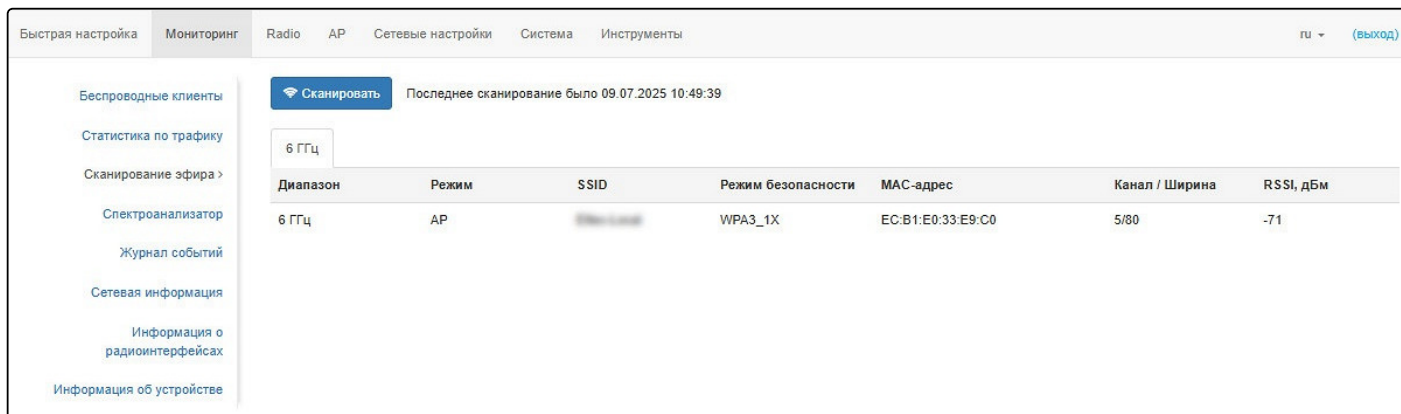 Быстрая настройка Мониторинг Radio AP Сетевые настройки Система Инструменты ru (выход)
Беспроводные клиенты
Статистика по трафику
Сканирование эфира >
Спектроанализатор
Журнал событий
Сетевая информация
Информация о
радиоинтерфейсах
Информация об устройстве
Сканировать Последнее сканирование было 09.07.2025 10:49:39
6 ГГц
Диапазон Режим SSID Режим безопасности MAC-адрес Канал / Ширина RSSI, дБм
6 ГГц AP WPA3_1X EC:B1:E0:33:E9:C0 5/80 -71